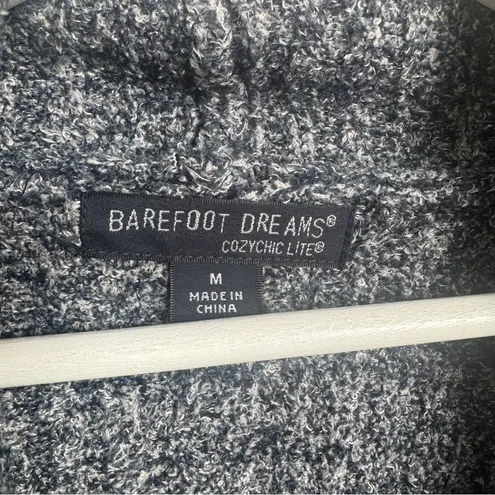 BAREFOOT DREAMS®
COZYCHIC LITE®
M
MADE IN
CHINA